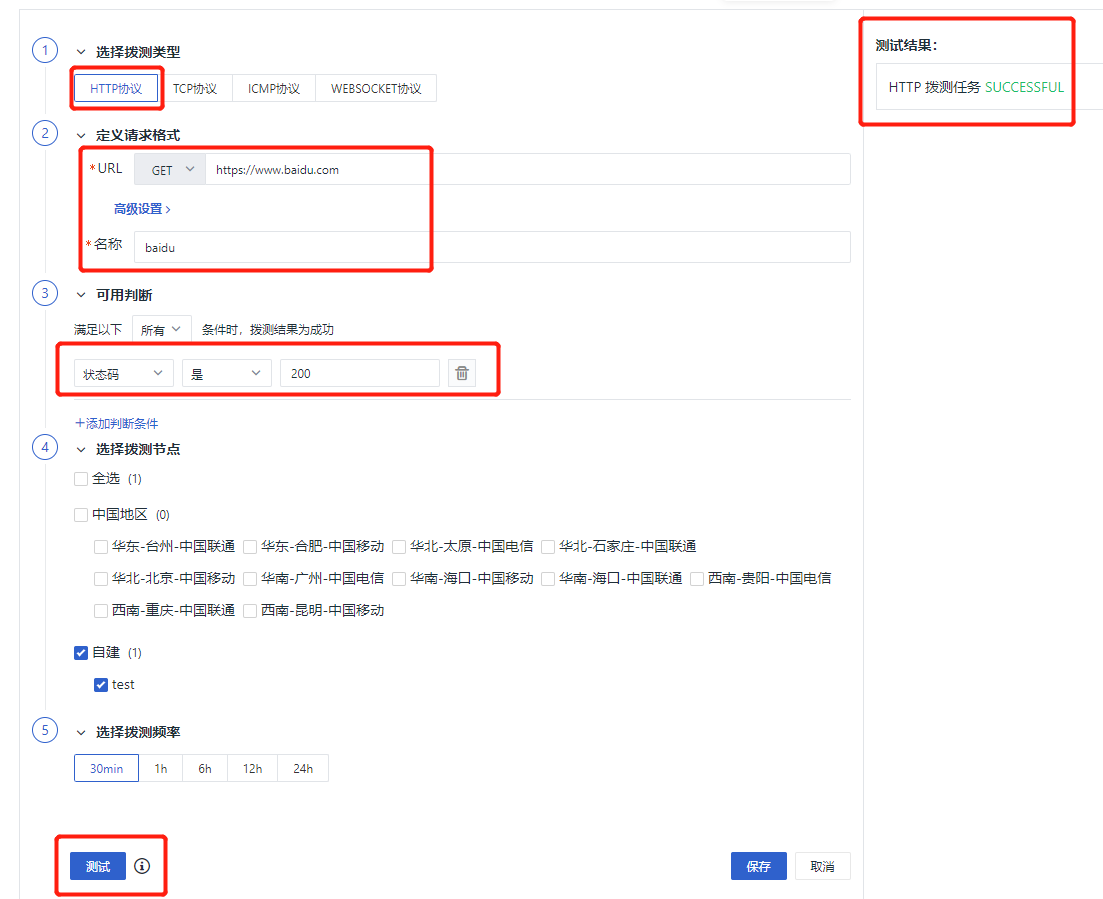 1 选择拨测类型
HTTP协议 TCP协议 ICMP协议 WEBSOCKET协议
2 定义请求格式
*URL GET https://www.baidu.com
高级设置 >
*名称 baidu
3 可用判断
满足以下 所有 条件时，拨测结果为成功
状态码 是 200
+添加判断条件
4 选择拨测节点
全选 (1)
中国地区 (0)
华东-台州-中国联通 华东-合肥-中国移动 华北-太原-中国电信 华北-石家庄-中国联通
华北-北京-中国移动 华南-广州-中国电信 华南-海口-中国移动 华南-海口-中国联通 西南-贵阳-中国电信
西南-重庆-中国联通 西南-昆明-中国移动
自建 (1)
test
5 选择拨测频率
30min 1h 6h 12h 24h
测试 保存 取消
测试结果：
HTTP 拨测任务 SUCCESSFUL